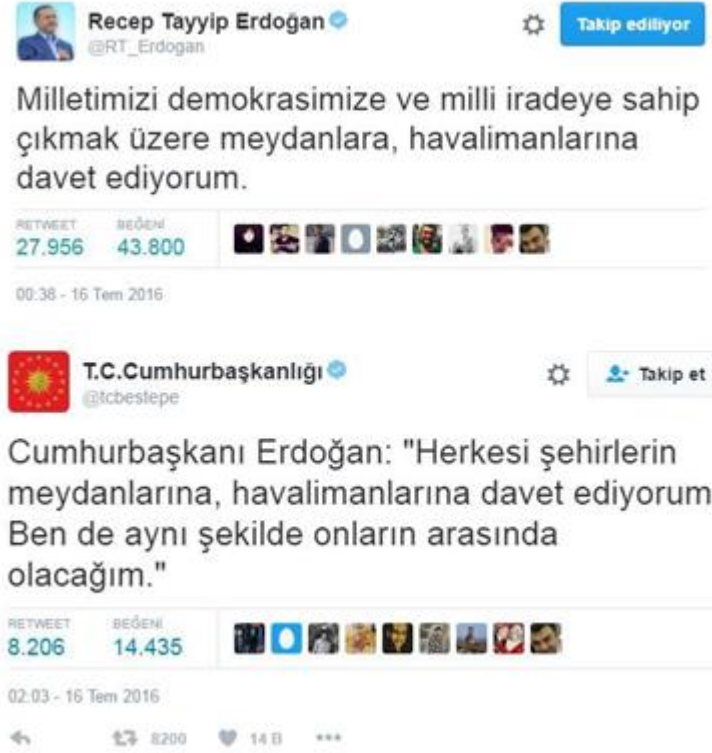 Recep Tayyip Erdoğan
@RT_Erdogan
Takip ediliyor
Milletimizi demokrasimize ve milli iradeye sahip
çıkmak üzere meydanlara, havalimanlarına
davet ediyorum.
RETWEET BEĞENİ
27.956 43.800
00:38 - 16 Tem 2016
T.C.Cumhurbaşkanlığı
@tcbestepe
Takip et
Cumhurbaşkanı Erdoğan: "Herkesi şehirlerin
meydanlarına, havalimanlarına davet ediyorum
Ben de aynı şekilde onların arasında
olacağım."
RETWEET BEĞENİ
8.206 14.435
02:03 - 16 Tem 2016
8200 14 B